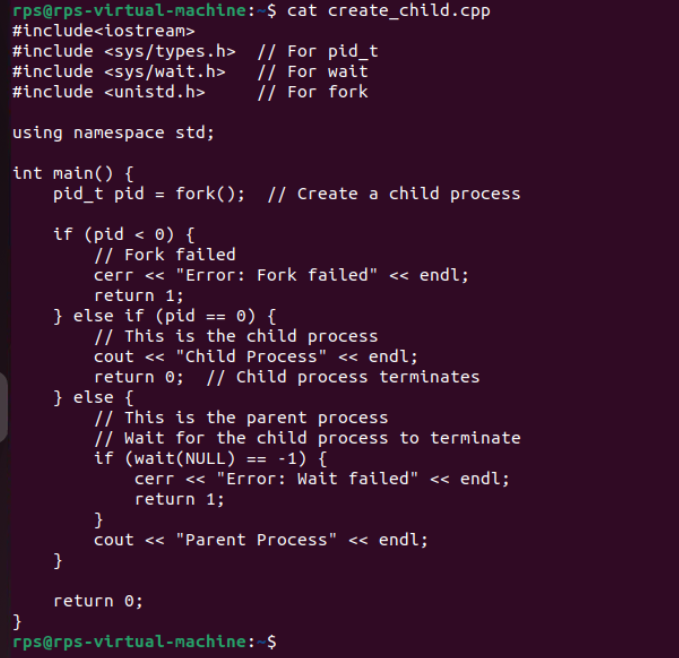 rps@rps-virtual-machine:~$ cat create_child.cpp
#include<iostream>
#include <sys/types.h>  // For pid_t
#include <sys/wait.h>   // For wait
#include <unistd.h>     // For fork

using namespace std;

int main() {
    pid_t pid = fork();  // Create a child process

    if (pid < 0) {
        // Fork failed
        cerr << "Error: Fork failed" << endl;
        return 1;
    } else if (pid == 0) {
        // This is the child process
        cout << "Child Process" << endl;
        return 0;  // Child process terminates
    } else {
        // This is the parent process
        // Wait for the child process to terminate
        if (wait(NULL) == -1) {
            cerr << "Error: Wait failed" << endl;
            return 1;
        }
        cout << "Parent Process" << endl;
    }

    return 0;
}
rps@rps-virtual-machine:~$